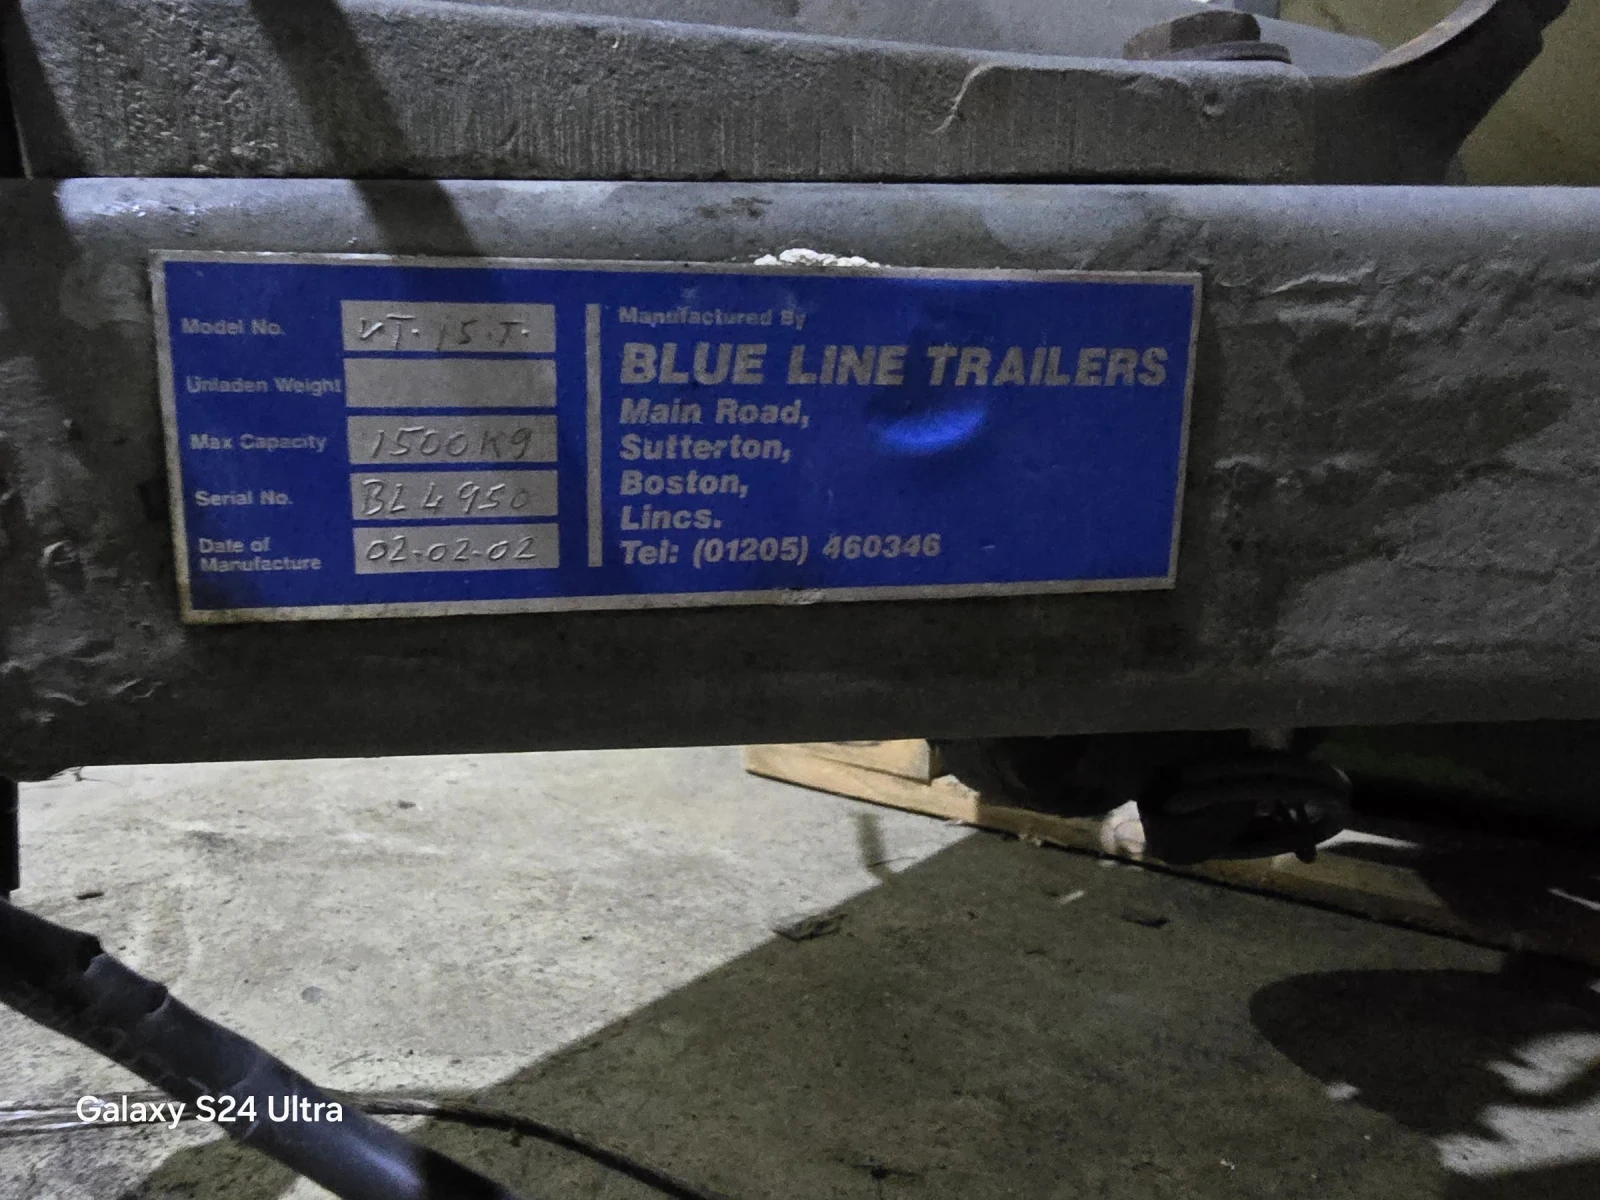 Model No. VT. 15.T.
Unladen Weight
Max Capacity 1500Kg
Serial No. BL4950
Date of
Manufacture 02-02-02
Manufactured By
BLUE LINE TRAILERS
Main Road,
Sutterton,
Boston,
Lincs.
Tel: (01205) 460346
Galaxy S24 Ultra